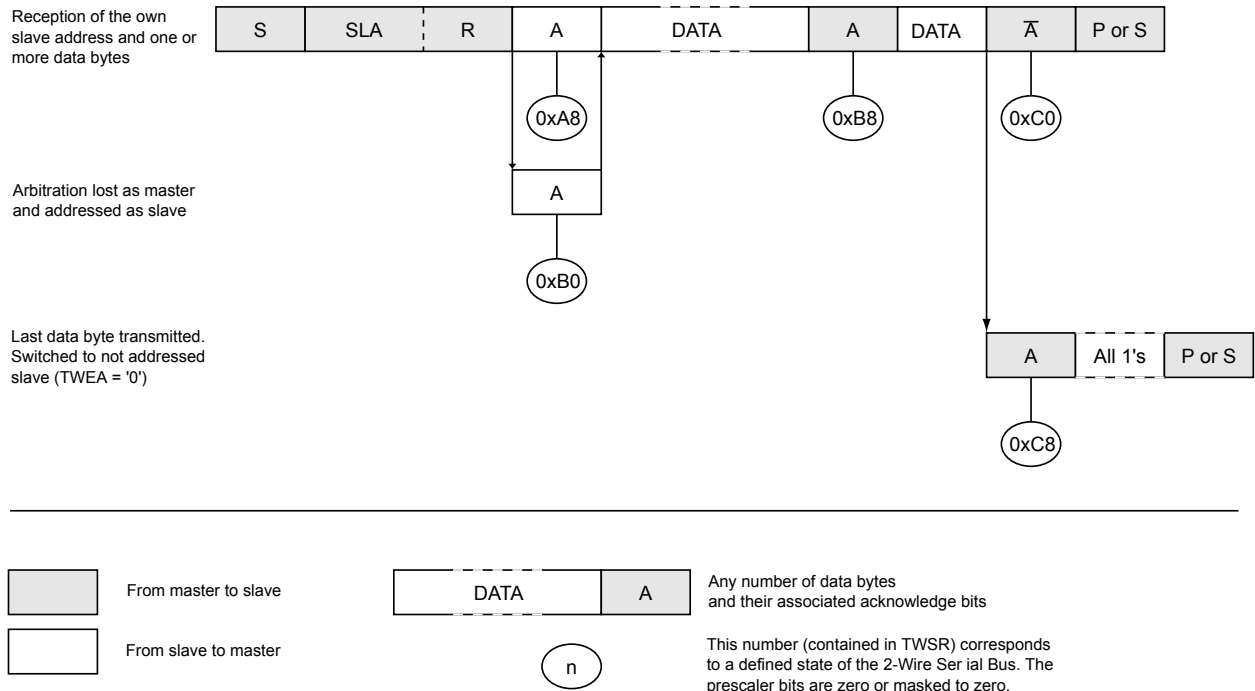 Reception of the own
slave address and one or
more data bytes
S SLA R A DATA A DATA A̅ P or S
0xA8 0xB8 0xC0
Arbitration lost as master
and addressed as slave
A
0xB0
Last data byte transmitted.
Switched to not addressed
slave (TWEA = '0')
A All 1's P or S
0xC8
From master to slave
DATA A
Any number of data bytes
and their associated acknowledge bits
From slave to master
n
This number (contained in TWSR) corresponds
to a defined state of the 2-Wire Ser ial Bus. The
prescaler bits are zero or masked to zero.